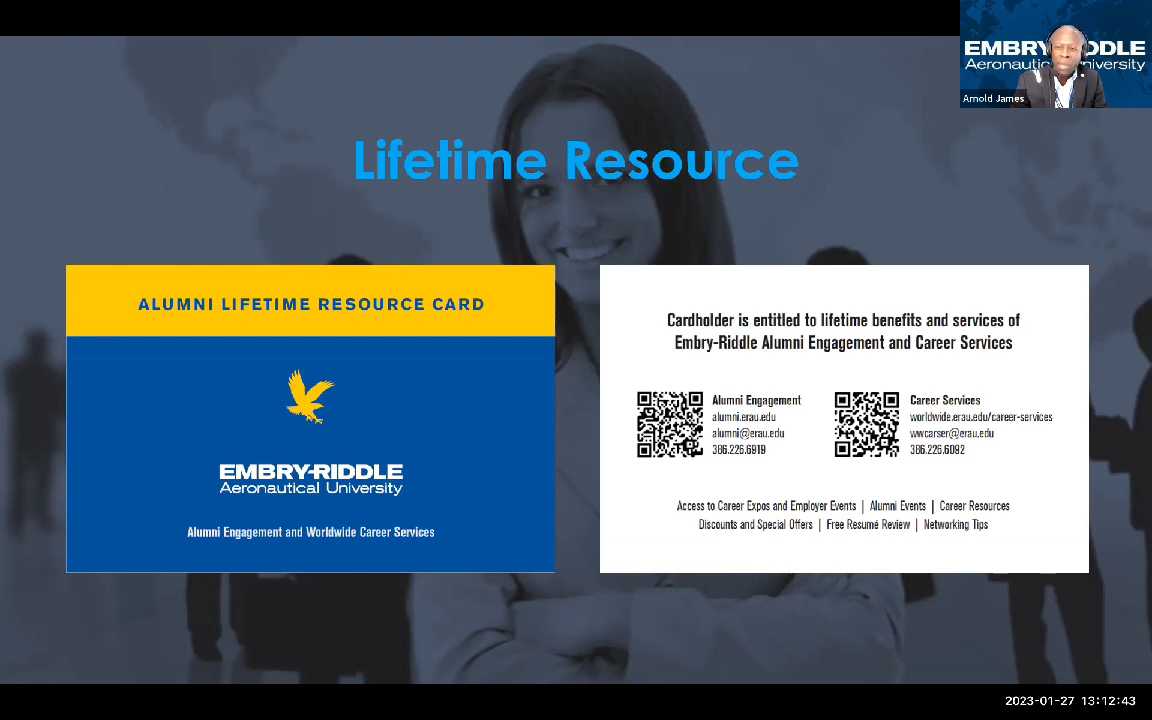 EMBRY-RIDDLE
Aeronautical University
Arnold James
Lifetime Resource
ALUMNI LIFETIME RESOURCE CARD
EMBRY-RIDDLE
Aeronautical University
Alumni Engagement and Worldwide Career Services
Cardholder is entitled to lifetime benefits and services of
Embry-Riddle Alumni Engagement and Career Services
Alumni Engagement
alumni.erau.edu
alumni@erau.edu
386.226.6919
Career Services
worldwide.erau.edu/career-services
wwcarser@erau.edu
386.226.6092
Access to Career Expos and Employer Events | Alumni Events | Career Resources
Discounts and Special Offers | Free Resumé Review | Networking Tips
2023-01-27 13:12:43